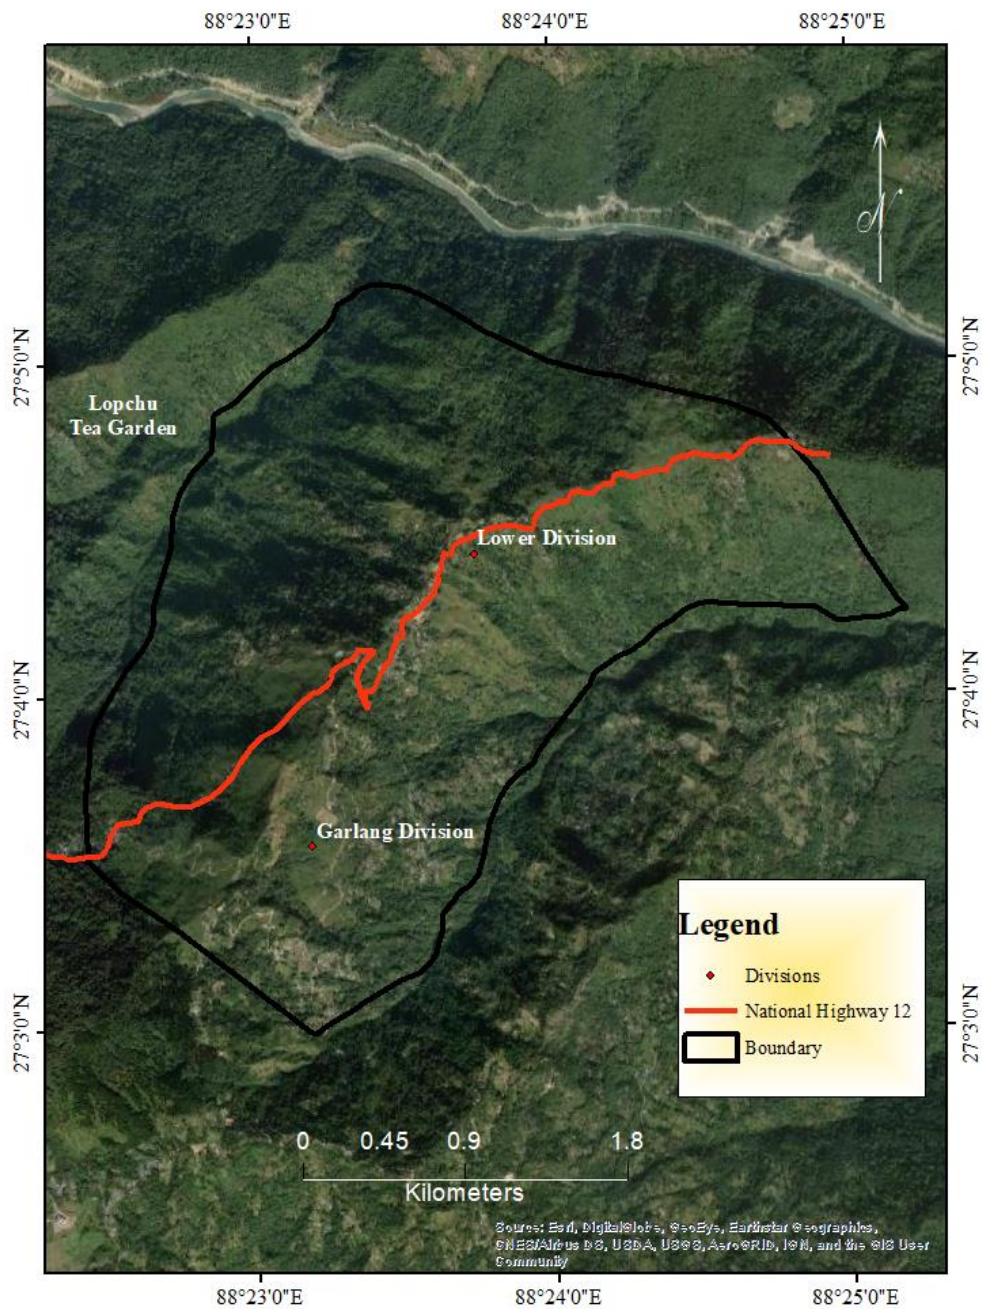 88°23'0"E 88°24'0"E 88°25'0"E
N
27°5'0"N 27°5'0"N
Lopchu
Tea Garden
Lower Division
27°4'0"N 27°4'0"N
Garlang Division
Legend
Divisions
National Highway 12
Boundary
27°3'0"N 27°3'0"N
0 0.45 0.9 1.8
Kilometers
Source: Esri, DigitalGlobe, GeoEye, Earthstar Geographics,
CNES/Airbus DS, USDA, USGS, AeroGRID, IGN, and the GIS User
Community
88°23'0"E 88°24'0"E 88°25'0"E